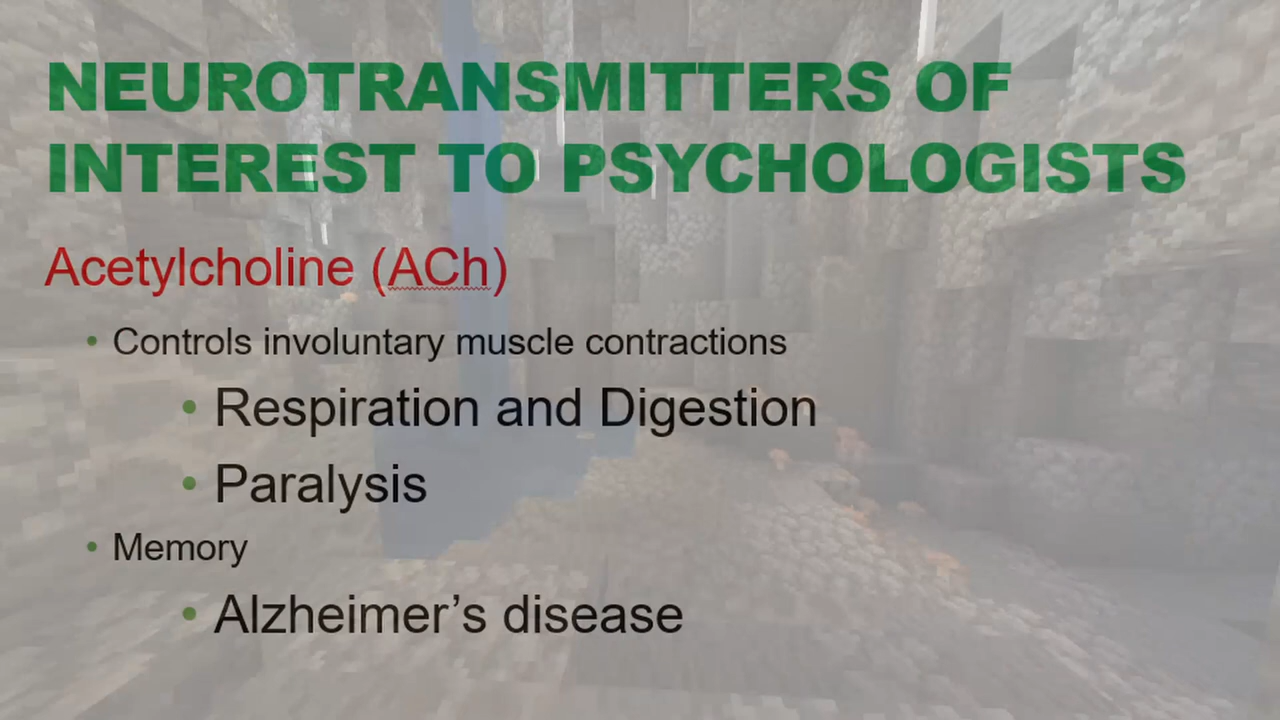 NEUROTRANSMITTERS OF
INTEREST TO PSYCHOLOGISTS
Acetylcholine (ACh)
• Controls involuntary muscle contractions
• Respiration and Digestion
• Paralysis
• Memory
• Alzheimer’s disease